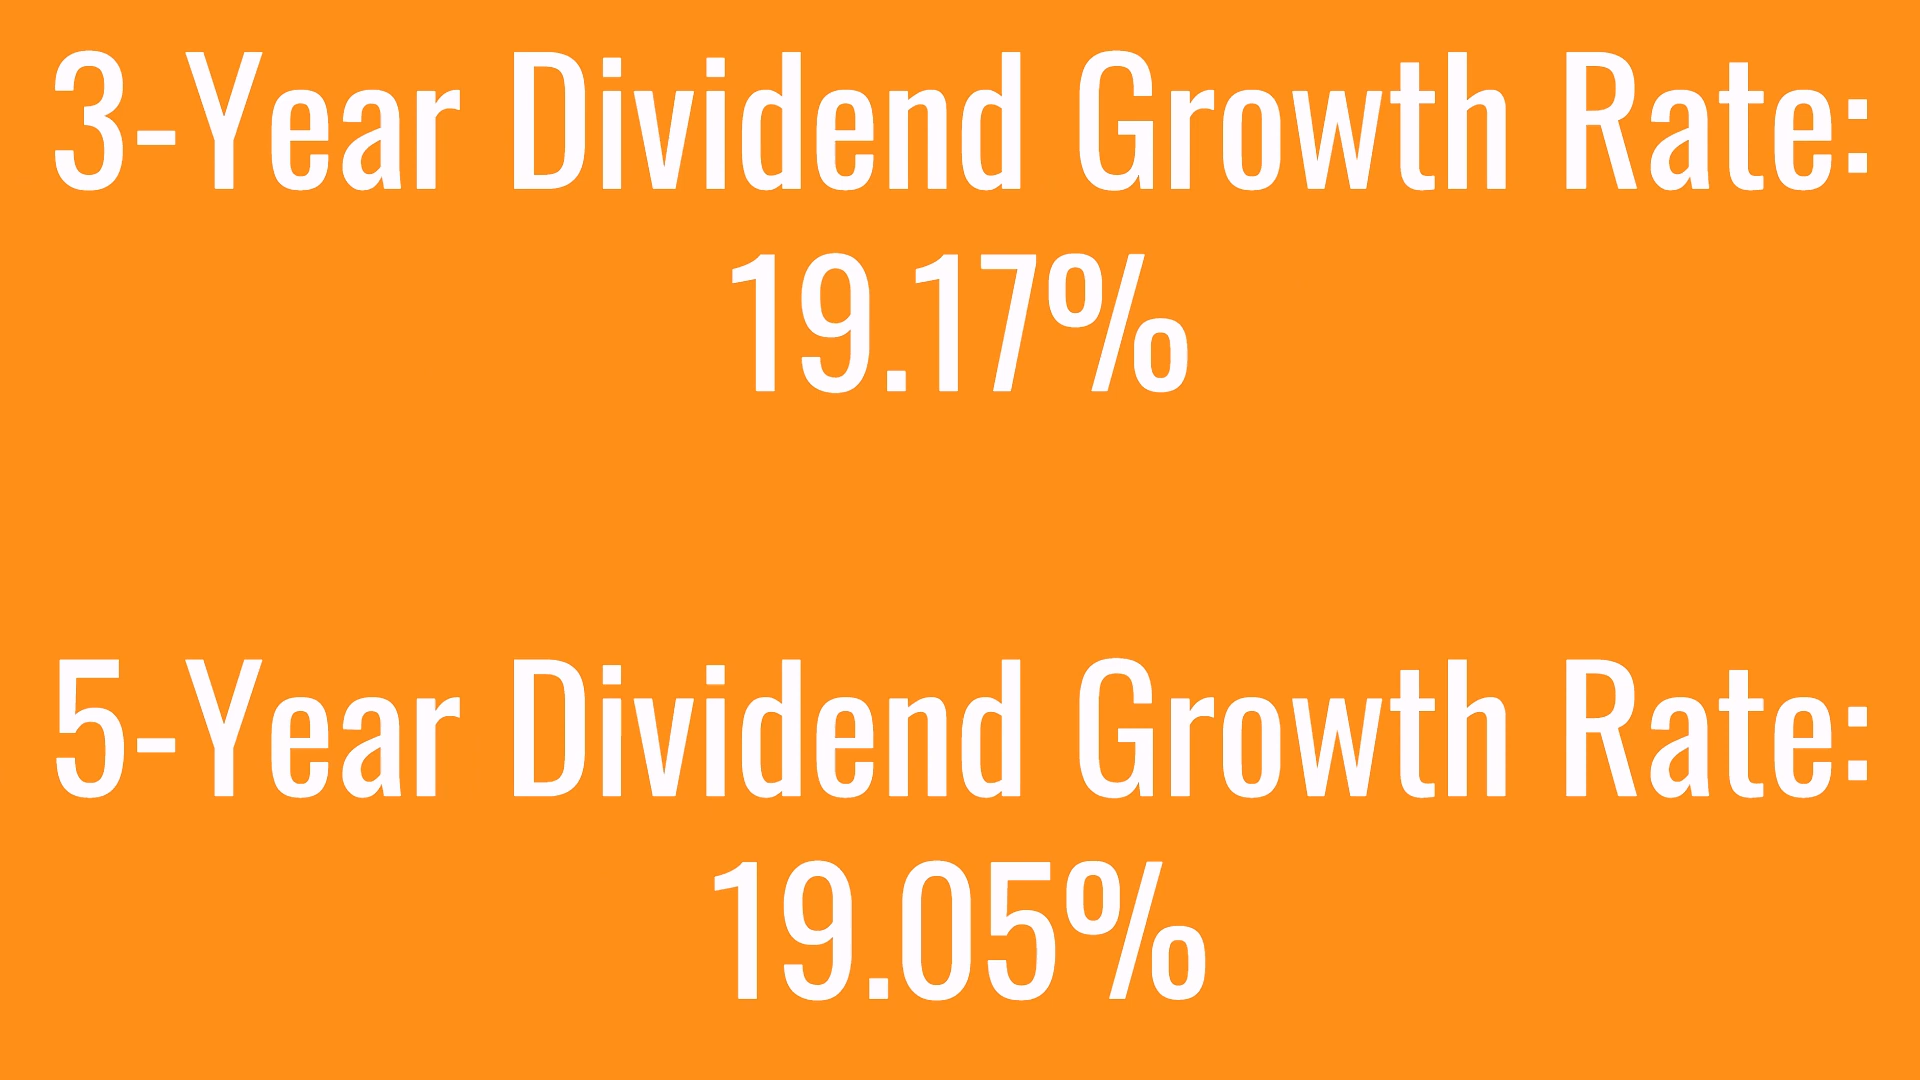 3-Year Dividend Growth Rate:
19.17%
5-Year Dividend Growth Rate:
19.05%